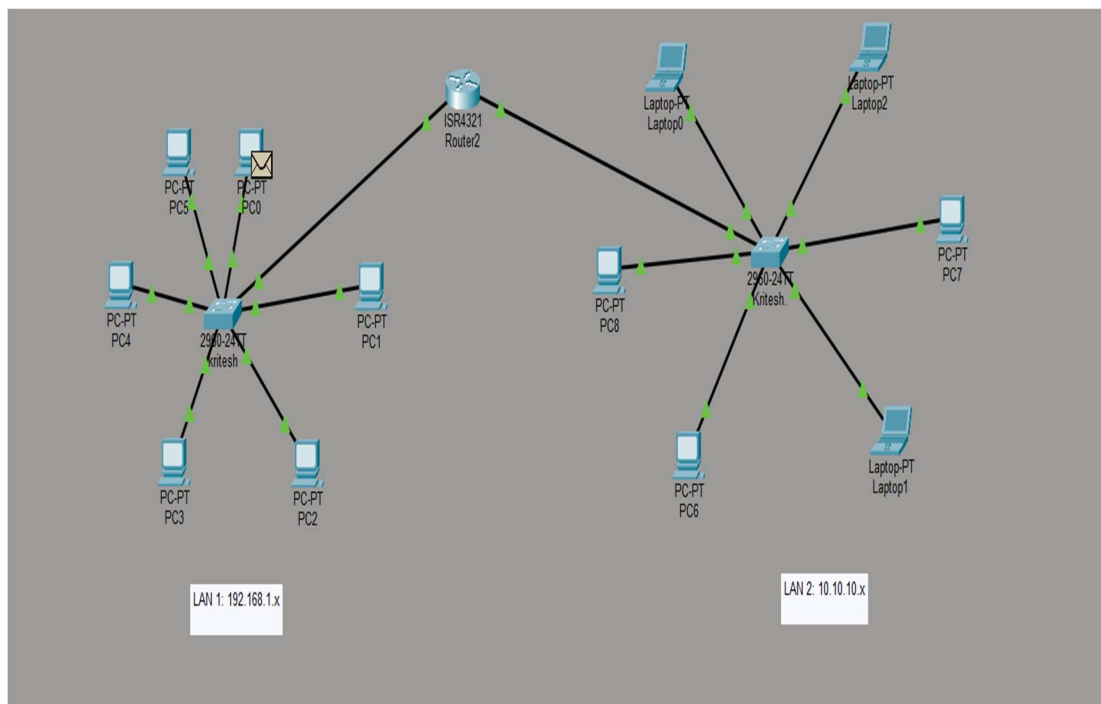 ISR4321
Router2
Laptop-PT
Laptop0
Laptop-PT
Laptop2
PC-PT
PC5
PC-PT
PC0
PC-PT
PC4
PC-PT
PC1
2960-24TT
kritesh
PC-PT
PC3
PC-PT
PC2
PC-PT
PC8
2960-24TT
Kritesh.
PC-PT
PC7
PC-PT
PC6
Laptop-PT
Laptop1
LAN 1: 192.168.1.x
LAN 2: 10.10.10.x